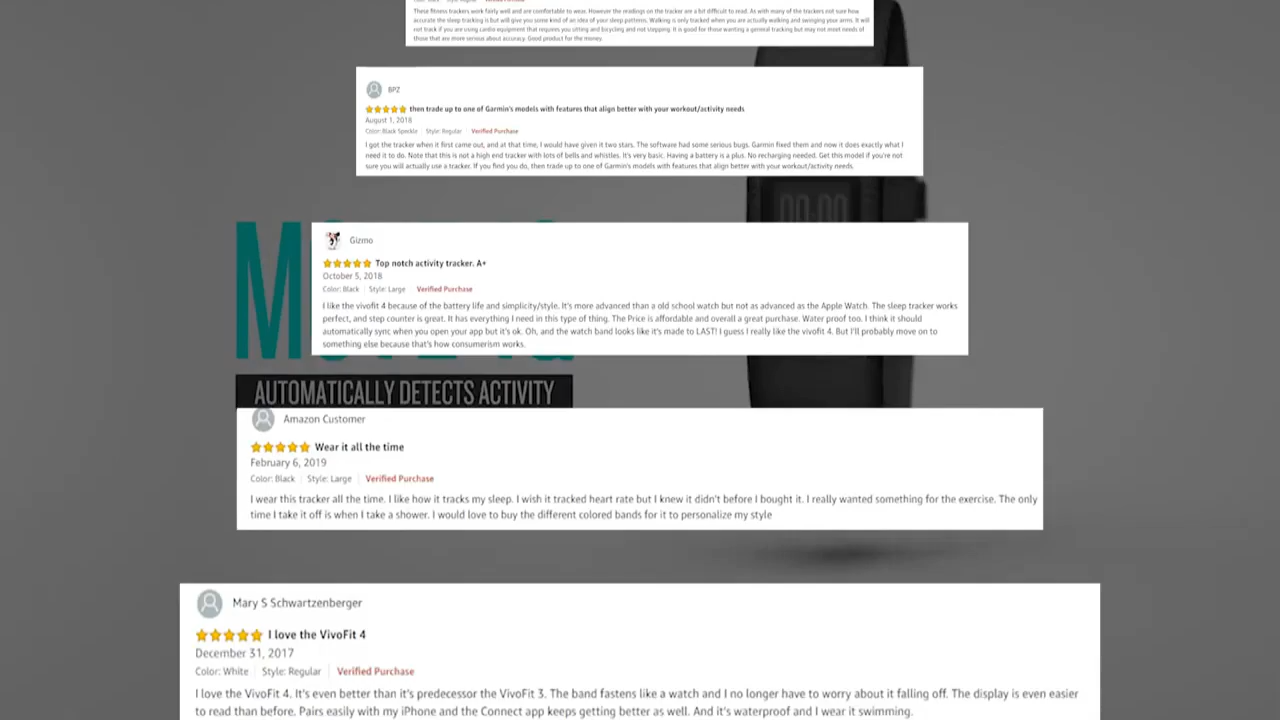 Verified Purchase
These fitness trackers work fairly well and are comfortable to wear. However the readings on the tracker are a bit difficult to read. As with many of the trackers not sure how
accurate the sleep tracking is but will give you some kind of an idea of your sleep patterns. Walking is only tracked when you are actually walking and swinging your arms. It will
not track if you are using cardio equipment that requires you sitting and bicycling and not stepping. It is good for those wanting a general tracking but may not meet needs of
those that are more serious about accuracy. Good product for the money.
BPZ
then trade up to one of Garmin's models with features that align better with your workout/activity needs
August 1, 2018
Color: Black Speckle Style: Regular Verified Purchase
I got the tracker when it first came out, and at that time, I would have given it two stars. The software had some serious bugs. Garmin fixed them and now it does exactly what I
need it to do. Note that this is not a high end tracker with lots of bells and whistles. It's very basic. Having a battery is a plus. No recharging needed. Get this model if you're not
sure you will actually use a tracker. If you find you do, then trade up to one of Garmin's models with features that align better with your workout/activity needs.
00:00
Gizmo
Top notch activity tracker. A+
October 5, 2018
Color: Black Style: Large Verified Purchase
I like the vivofit 4 because of the battery life and simplicity/style. It's more advanced than a old school watch but not as advanced as the Apple Watch. The sleep tracker works
perfect, and step counter is great. It has everything I need in this type of thing. The Price is affordable and overall a great purchase. Water proof too. I think it should
automatically sync when you open your app but it's ok. Oh, and the watch band looks like it's made to LAST! I guess I really like the vivofit 4. But I'll probably move on to
something else because that's how consumerism works.
AUTOMATICALLY DETECTS ACTIVITY
Amazon Customer
Wear it all the time
February 6, 2019
Color: Black Style: Large Verified Purchase
I wear this tracker all the time. I like how it tracks my sleep. I wish it tracked heart rate but I knew it didn't before I bought it. I really wanted something for the exercise. The only
time I take it off is when I take a shower. I would love to buy the different colored bands for it to personalize my style
Mary S Schwartzenberger
I love the VivoFit 4
December 31, 2017
Color: White Style: Regular Verified Purchase
I love the VivoFit 4. It's even better than it's predecessor the VivoFit 3. The band fastens like a watch and I no longer have to worry about it falling off. The display is even easier
to read than before. Pairs easily with my iPhone and the Connect app keeps getting better as well. And it's waterproof and I wear it swimming.